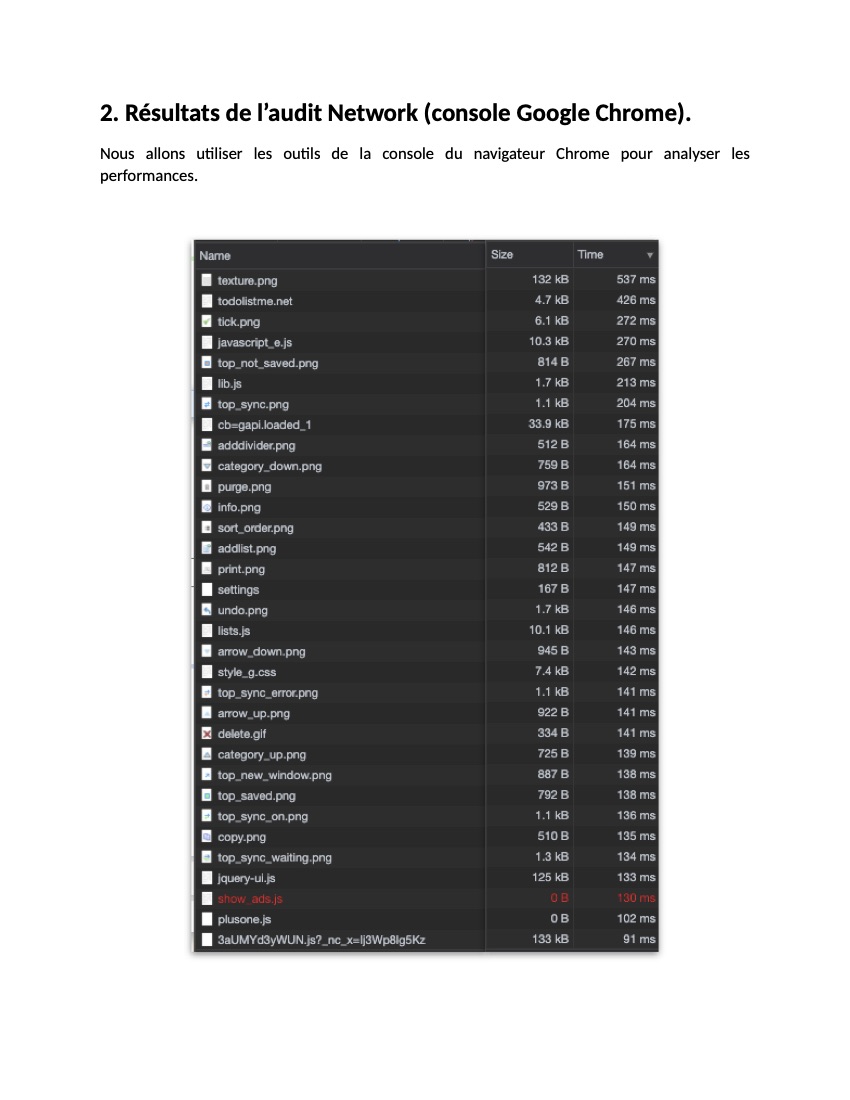 2. Résultats de l’audit Network (console Google Chrome).
Nous allons utiliser les outils de la console du navigateur Chrome pour analyser les
performances.
Name Size Time
texture.png 132 kB 537 ms
todolistme.net 4.7 kB 426 ms
tick.png 6.1 kB 272 ms
javascript_e.js 10.3 kB 270 ms
top_not_saved.png 814 B 267 ms
lib.js 1.7 kB 213 ms
top_sync.png 1.1 kB 204 ms
cb=gapi.loaded_1 33.9 kB 175 ms
adddivider.png 512 B 164 ms
category_down.png 759 B 164 ms
purge.png 973 B 151 ms
info.png 529 B 150 ms
sort_order.png 433 B 149 ms
addlist.png 542 B 149 ms
print.png 812 B 147 ms
settings 167 B 147 ms
undo.png 1.7 kB 146 ms
lists.js 10.1 kB 146 ms
arrow_down.png 945 B 143 ms
style_g.css 7.4 kB 142 ms
top_sync_error.png 1.1 kB 141 ms
arrow_up.png 922 B 141 ms
delete.gif 334 B 141 ms
category_up.png 725 B 139 ms
top_new_window.png 887 B 138 ms
top_saved.png 792 B 138 ms
top_sync_on.png 1.1 kB 136 ms
copy.png 510 B 135 ms
top_sync_waiting.png 1.3 kB 134 ms
jquery-ui.js 125 kB 133 ms
show_ads.js 0 B 130 ms
plusone.js 0 B 102 ms
3aUMYd3yWUN.js?_nc_x=Ij3Wp8lg5Kz 133 kB 91 ms